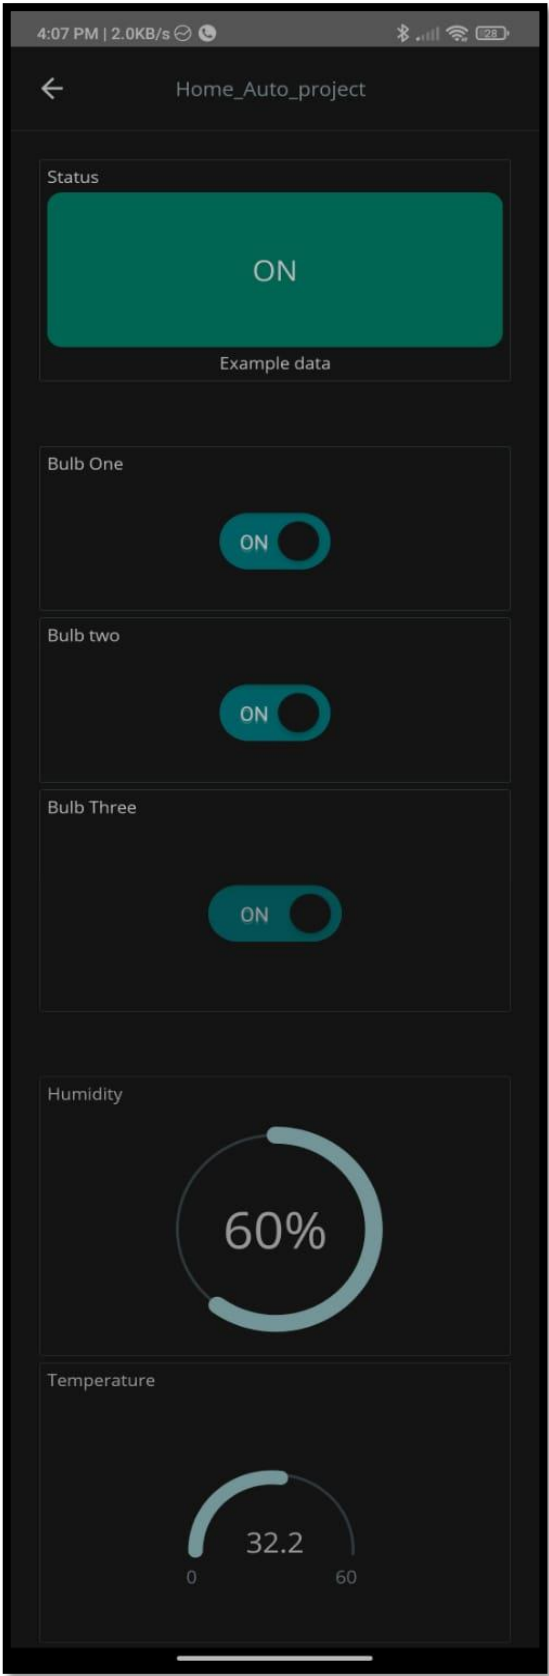 4:07 PM | 2.0KB/s 28
Home_Auto_project
Status
ON
Example data
Bulb One
ON
Bulb two
ON
Bulb Three
ON
Humidity
60%
Temperature
32.2
0 60